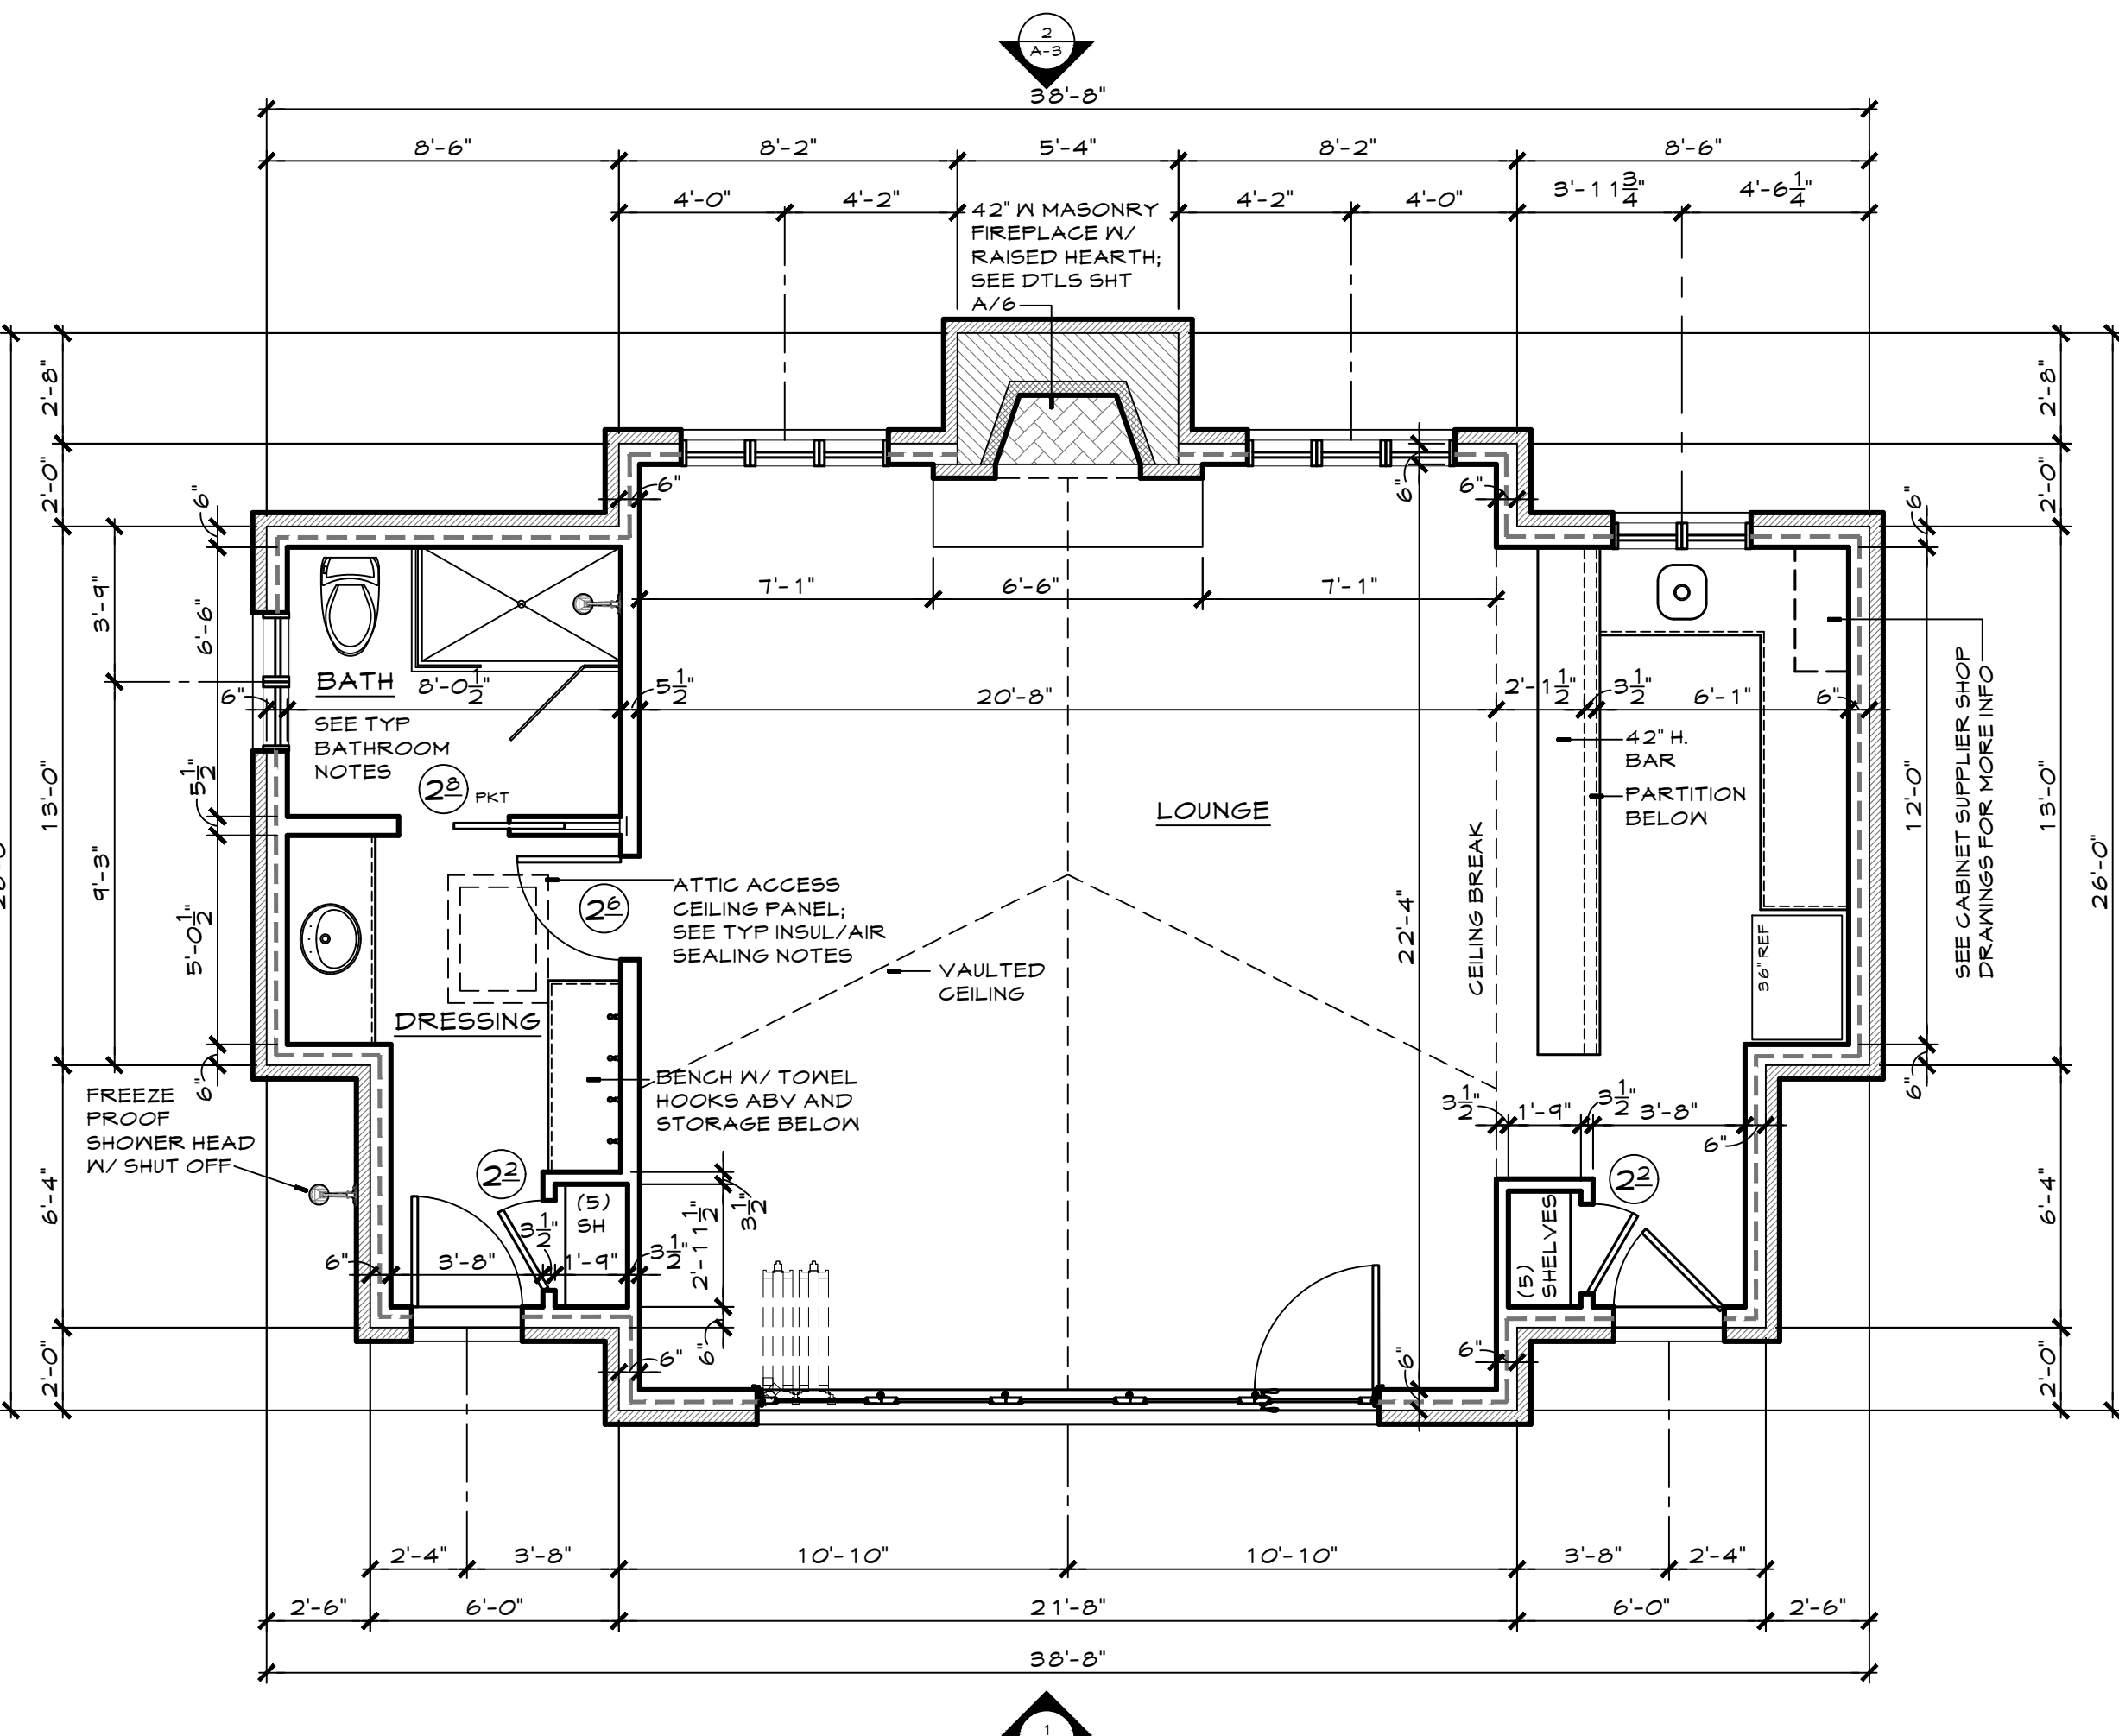 2
A-3
38'-8"
8'-6" 8'-2" 5'-4" 8'-2" 8'-6"
4'-0" 4'-2" 4'-2" 4'-0" 3'-11 3/4" 4'-6 1/4"
42" W MASONRY
FIREPLACE W/
RAISED HEARTH;
SEE DTLS SHT
A/6
2'-8"
2'-0"
13'-0"
6'-4"
2'-0"
3'-9"
9'-3"
6"
6'-6"
5 1/2"
5'-0 1/2"
6"
6"
6"
6"
7'-1" 6'-6" 7'-1"
6" 8'-0 1/2" 5 1/2" 20'-8" 2'-1 1/2" 3 1/2" 6'-1" 6"
BATH
SEE TYP
BATHROOM
NOTES
2 8
PKT
LOUNGE
42" H.
BAR
PARTITION
BELOW
CEILING BREAK
22'-4"
36" REF
2 6
ATTIC ACCESS
CEILING PANEL;
SEE TYP INSUL/AIR
SEALING NOTES
VAULTED
CEILING
DRESSING
BENCH W/ TOWEL
HOOKS ABV AND
STORAGE BELOW
FREEZE
PROOF
SHOWER HEAD
W/ SHUT OFF
2 2
(5)
SH
3 1/2"
6" 3'-8" 1'-9" 3 1/2"
2'-11 1/2"
3 1/2"
6"
6"
3 1/2" 1'-9" 3 1/2" 3'-8"
6"
2 2
(5)
SHELVES
6"
6"
6"
12'-0"
6"
SEE CABINET SUPPLIER SHOP
DRAWINGS FOR MORE INFO
2'-8"
2'-0"
13'-0"
6'-4"
2'-0"
26'-0"
2'-4" 3'-8" 10'-10" 10'-10" 3'-8" 2'-4"
2'-6" 6'-0" 21'-8" 6'-0" 2'-6"
38'-8"
1